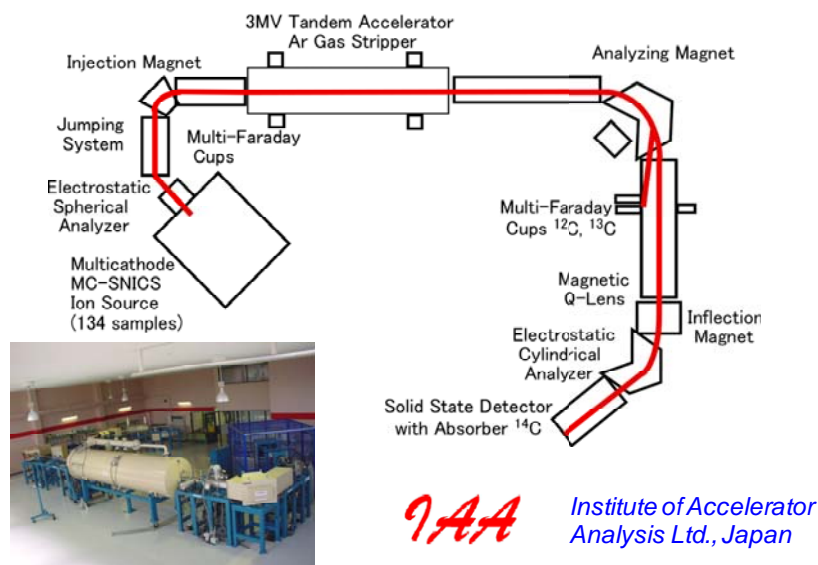 3MV Tandem Accelerator
Ar Gas Stripper
Injection Magnet
Analyzing Magnet
Jumping
System
Multi-Faraday
Cups
Electrostatic
Spherical
Analyzer
Multi-Faraday
Cups ¹²C, ¹³C
Multicathode
MC-SNICS
Ion Source
(134 samples)
Magnetic
Q-Lens
Inflection
Magnet
Electrostatic
Cylindrical
Analyzer
Solid State Detector
with Absorber ¹⁴C
IAA
Institute of Accelerator
Analysis Ltd., Japan